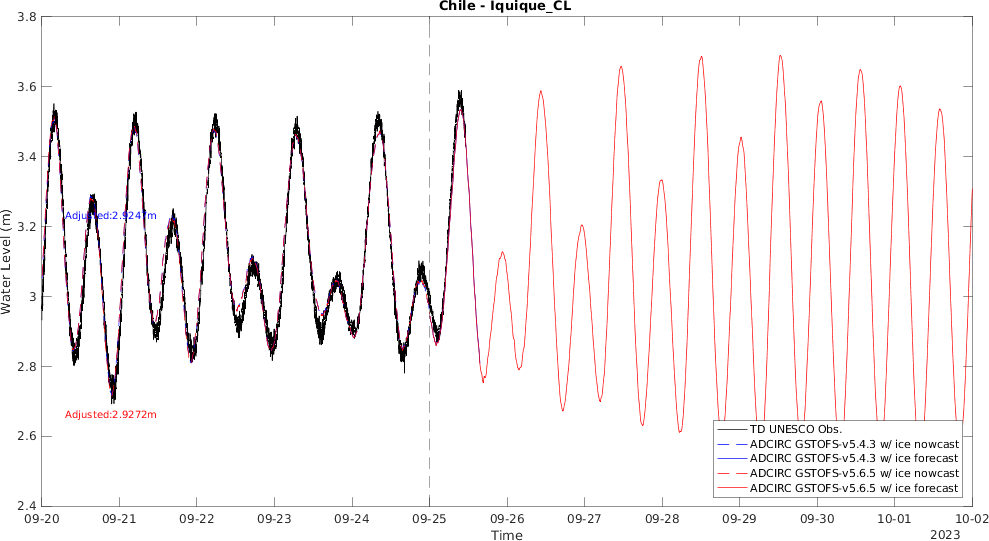 Chile - Iquique_CL
3.8
3.6
3.4
3.2
3
2.8
2.6
2.4
Water Level (m)
Adjusted:2.9247m
Adjusted:2.9272m
TD UNESCO Obs.
ADCIRC GSTOFS-v5.4.3 w/ ice nowcast
ADCIRC GSTOFS-v5.4.3 w/ ice forecast
ADCIRC GSTOFS-v5.6.5 w/ ice nowcast
ADCIRC GSTOFS-v5.6.5 w/ ice forecast
09-20 09-21 09-22 09-23 09-24 09-25 09-26 09-27 09-28 09-29 09-30 10-01 10-02
Time
2023